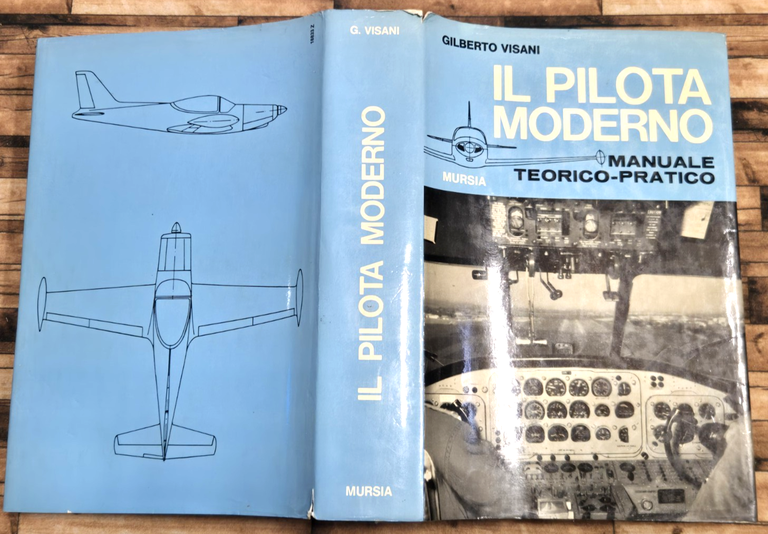 G. VISANI
IL PILOTA MODERNO
MURSIA
GILBERTO VISANI
IL PILOTA
MODERNO
MANUALE
TEORICO-PRATICO
MURSIA